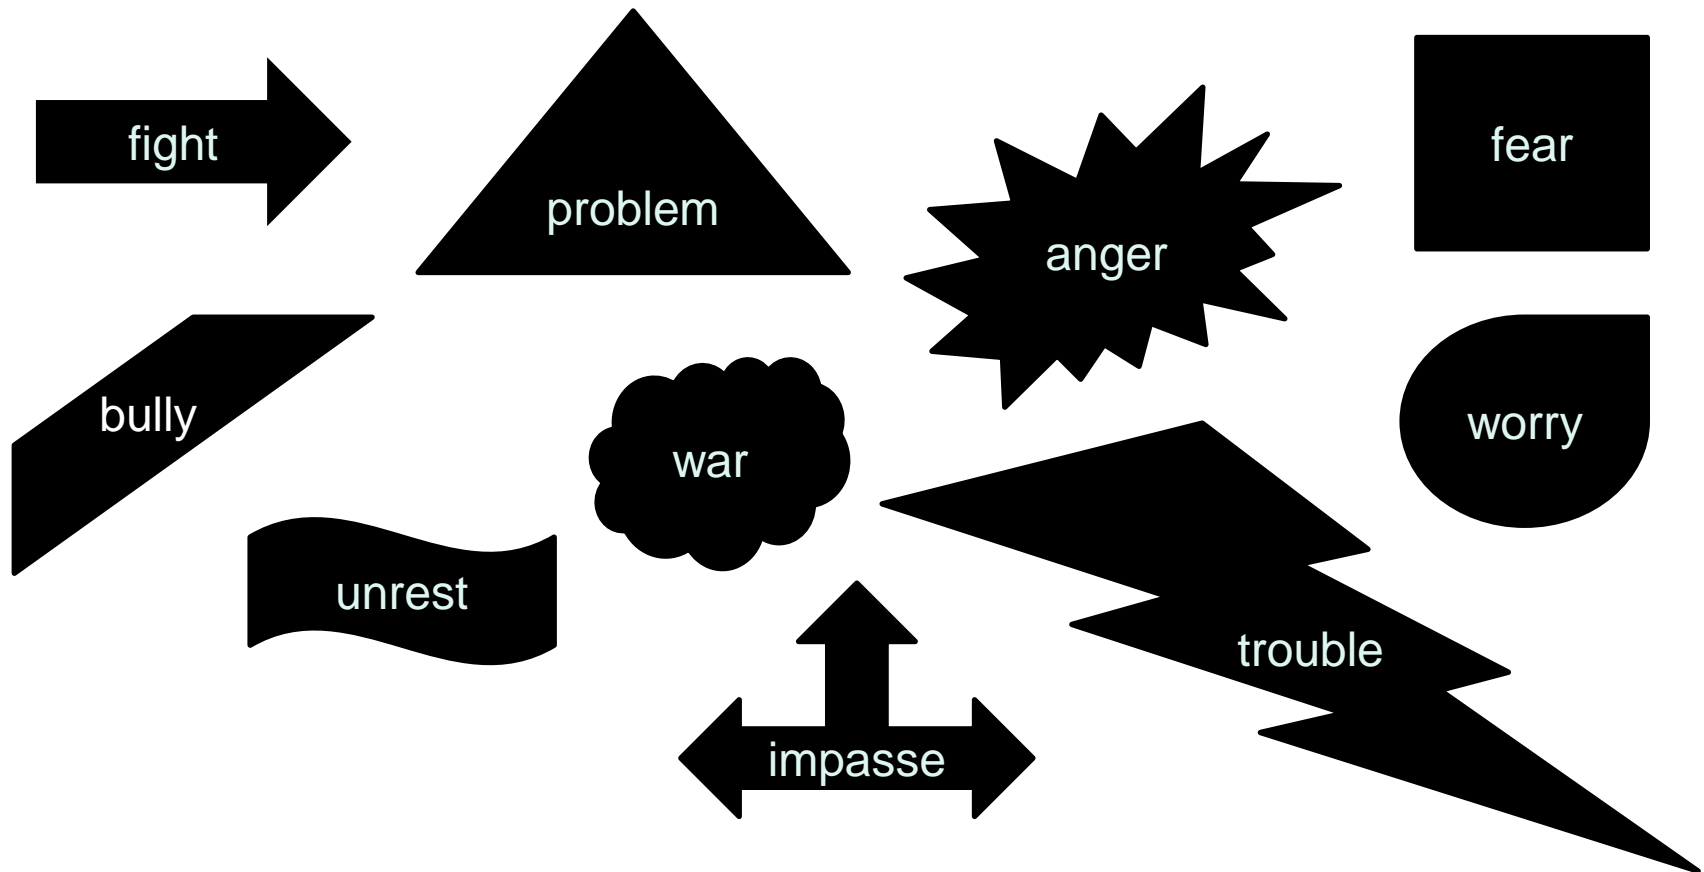 fight
problem
anger
fear
bully
war
worry
unrest
trouble
impasse